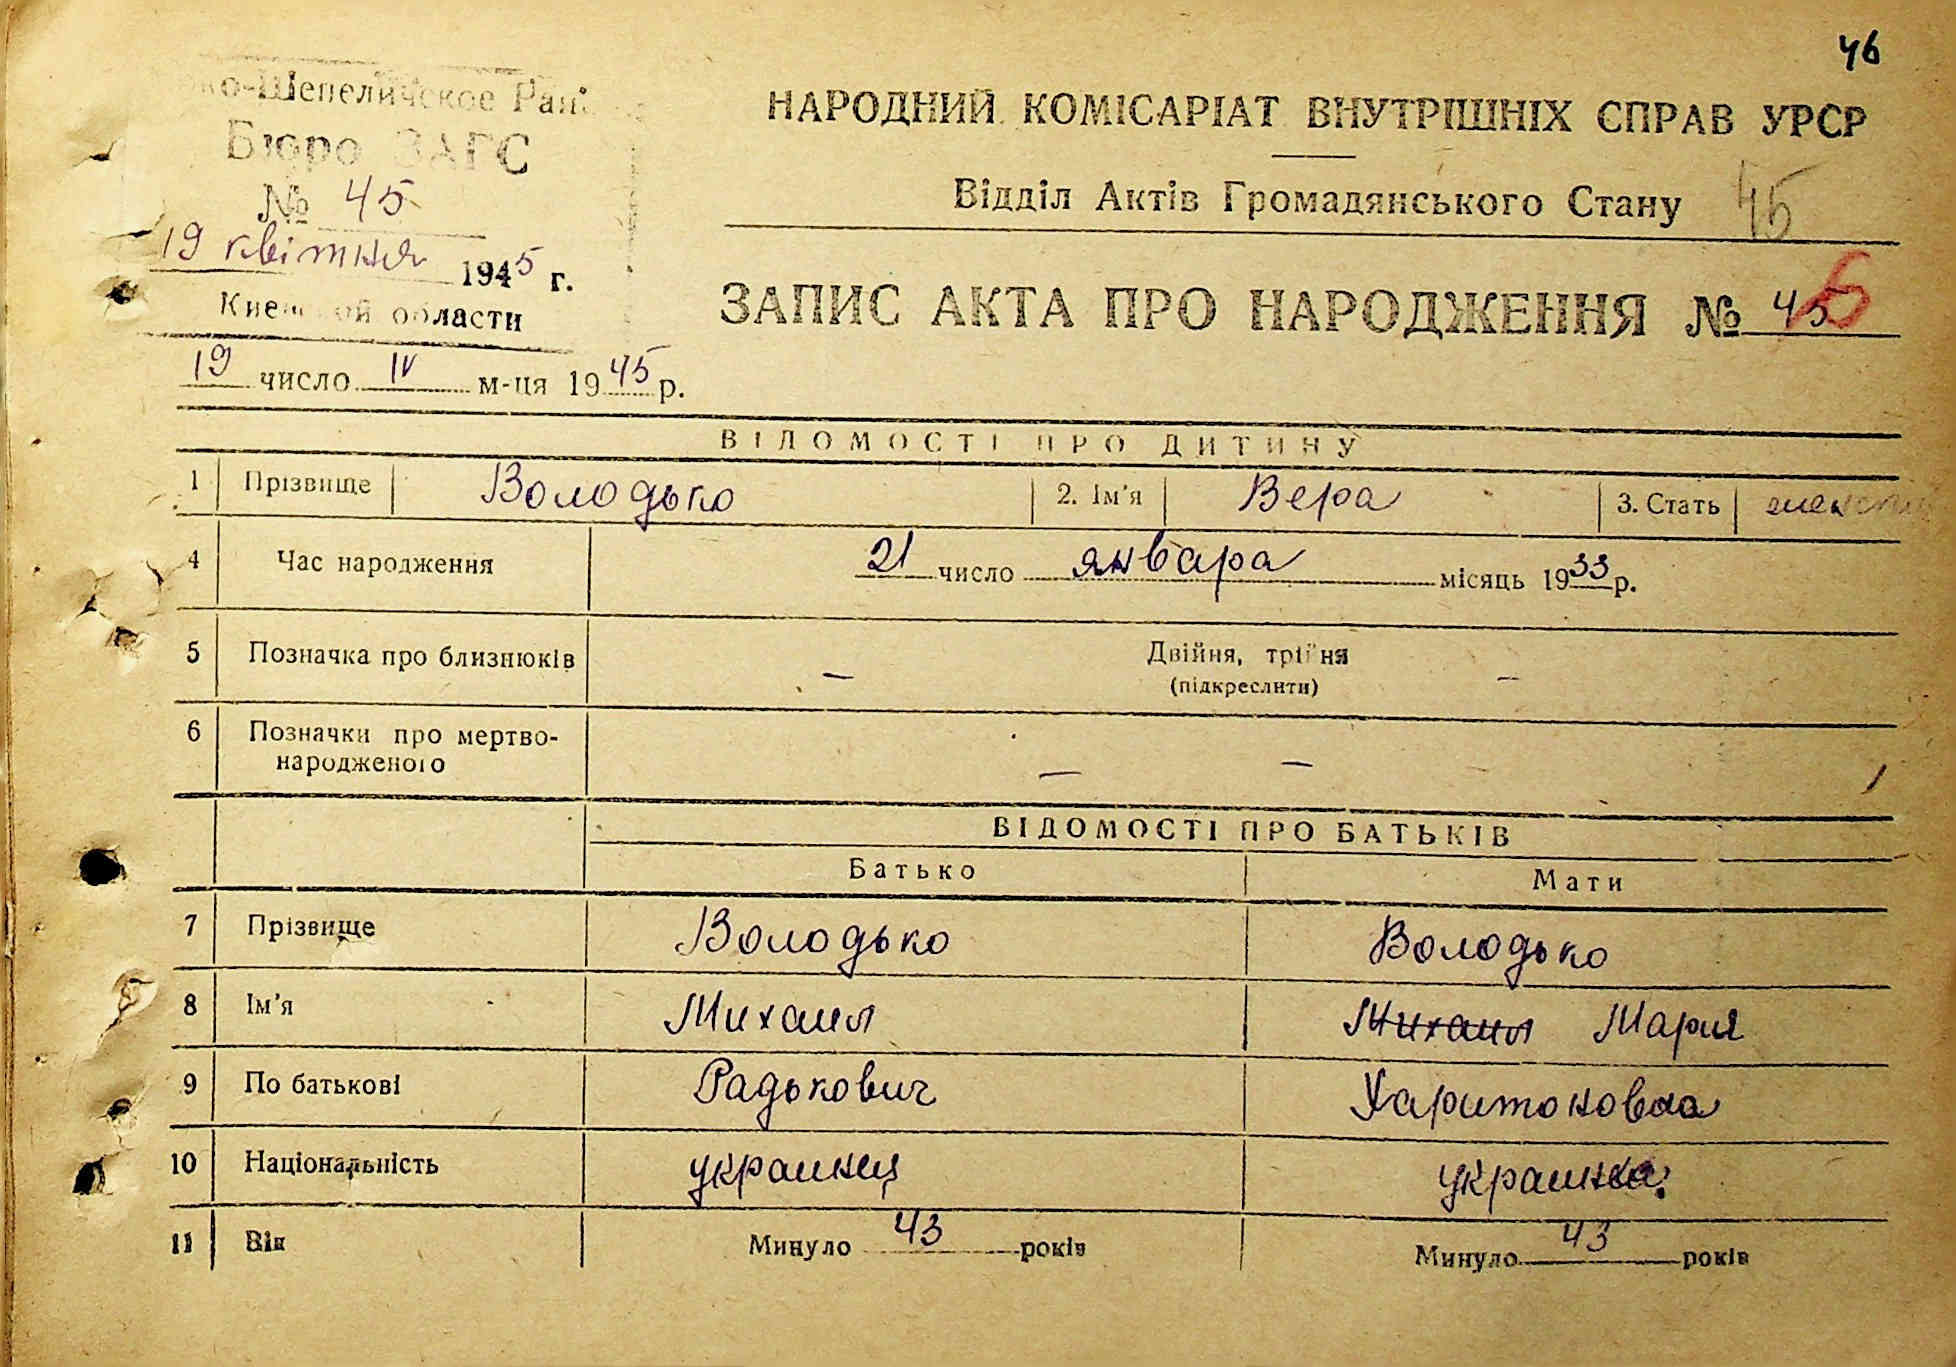 46
-Шепеличское Рай
Бюро ЗАГС
№ 45
19 квітня 1945 г.
Киевской области
19 число IV м-ця 1945 р.
НАРОДНИЙ КОМІСАРІАТ ВНУТРІШНІХ СПРАВ УРСР
Відділ Актів Громадянського Стану 45
ЗАПИС АКТА ПРО НАРОДЖЕННЯ № 45
ВІДОМОСТІ ПРО ДИТИНУ
1 Прізвище Володько 2. Ім'я Вера 3. Стать
4 Час народження 21 число января місяць 1933 р.
5 Позначка про близнюків — Двійня, трійня —
(підкреслити)
6 Позначки про мертво-
народженого — —
ВІДОМОСТІ ПРО БАТЬКІВ
Батько Мати
7 Прізвище Володько Володько
8 Ім'я Михаил Михаил Мария
9 По батькові Радькович Харитоновна
10 Національність украинец украинка.
11 Вік Минуло 43 років Минуло 43 років